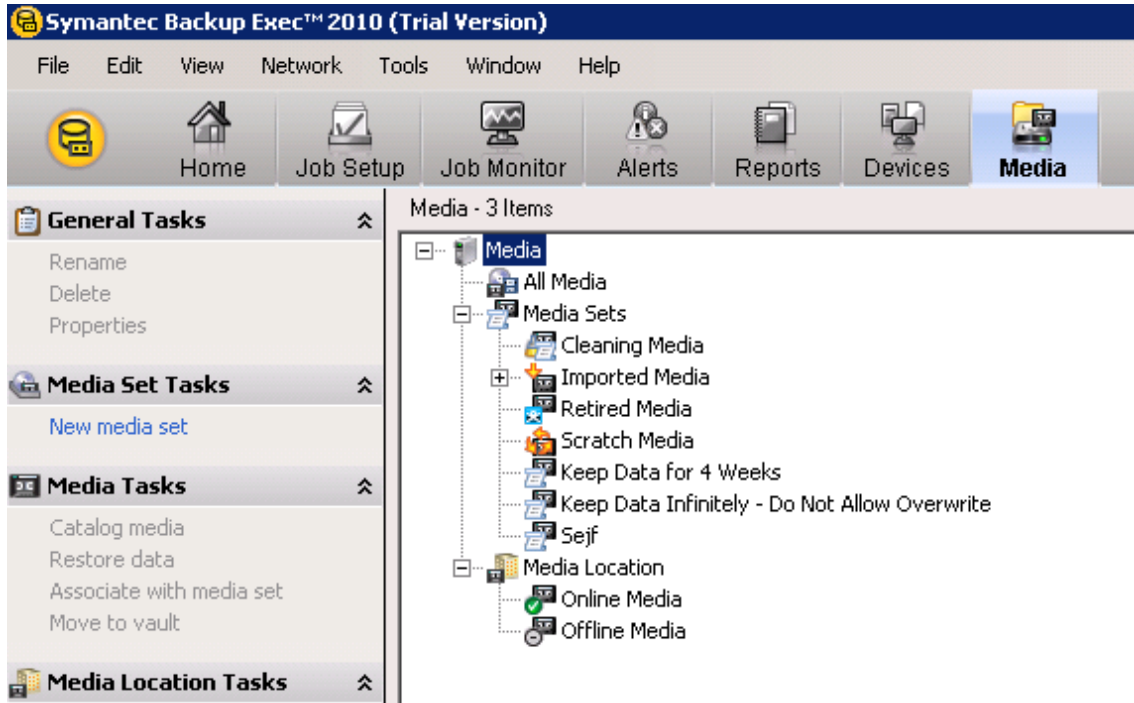 Symantec Backup Exec™ 2010 (Trial Version)
File Edit View Network Tools Window Help
Home Job Setup Job Monitor Alerts Reports Devices Media
General Tasks
Rename
Delete
Properties
Media Set Tasks
New media set
Media Tasks
Catalog media
Restore data
Associate with media set
Move to vault
Media Location Tasks
Media - 3 Items
Media
All Media
Media Sets
Cleaning Media
Imported Media
Retired Media
Scratch Media
Keep Data for 4 Weeks
Keep Data Infinitely - Do Not Allow Overwrite
Sejf
Media Location
Online Media
Offline Media